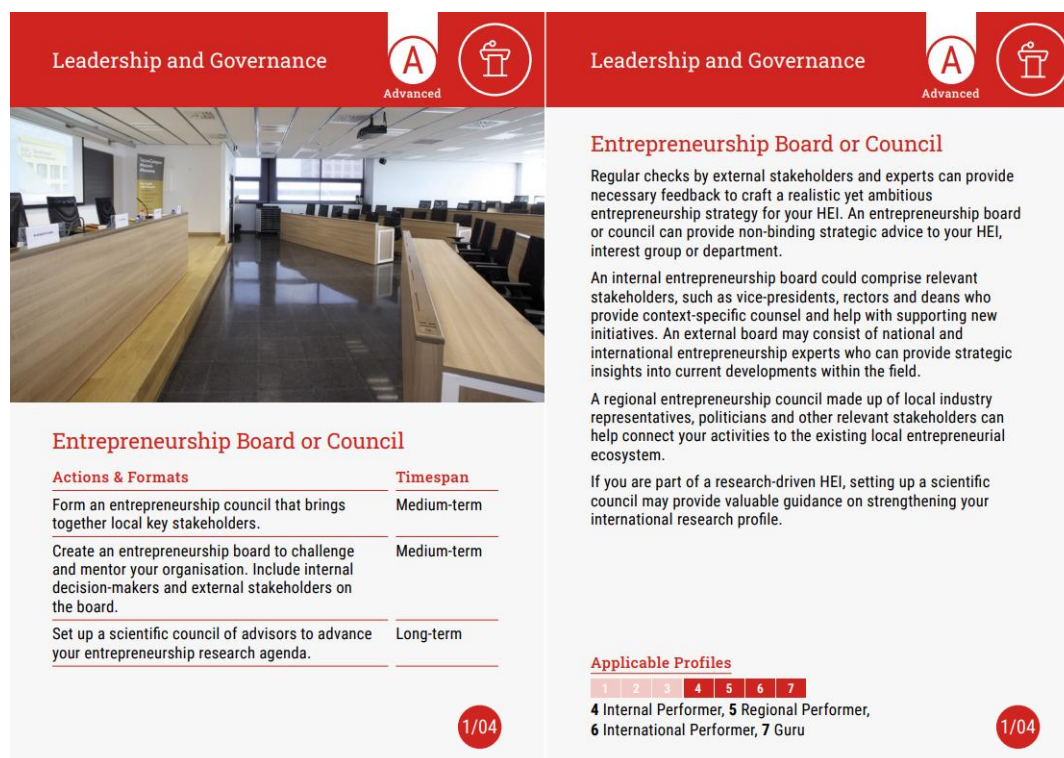 Leadership and Governance
A
Advanced
Entrepreneurship Board or Council
Actions & Formats
Timespan
Form an entrepreneurship council that brings
together local key stakeholders.
Medium-term
Create an entrepreneurship board to challenge
and mentor your organisation. Include internal
decision-makers and external stakeholders on
the board.
Medium-term
Set up a scientific council of advisors to advance
your entrepreneurship research agenda.
Long-term
1/04
Leadership and Governance
A
Advanced
Entrepreneurship Board or Council
Regular checks by external stakeholders and experts can provide
necessary feedback to craft a realistic yet ambitious
entrepreneurship strategy for your HEI. An entrepreneurship board
or council can provide non-binding strategic advice to your HEI,
interest group or department.
An internal entrepreneurship board could comprise relevant
stakeholders, such as vice-presidents, rectors and deans who
provide context-specific counsel and help with supporting new
initiatives. An external board may consist of national and
international entrepreneurship experts who can provide strategic
insights into current developments within the field.
A regional entrepreneurship council made up of local industry
representatives, politicians and other relevant stakeholders can
help connect your activities to the existing local entrepreneurial
ecosystem.
If you are part of a research-driven HEI, setting up a scientific
council may provide valuable guidance on strengthening your
international research profile.
Applicable Profiles
1 2 3 4 5 6 7
4 Internal Performer, 5 Regional Performer,
6 International Performer, 7 Guru
1/04